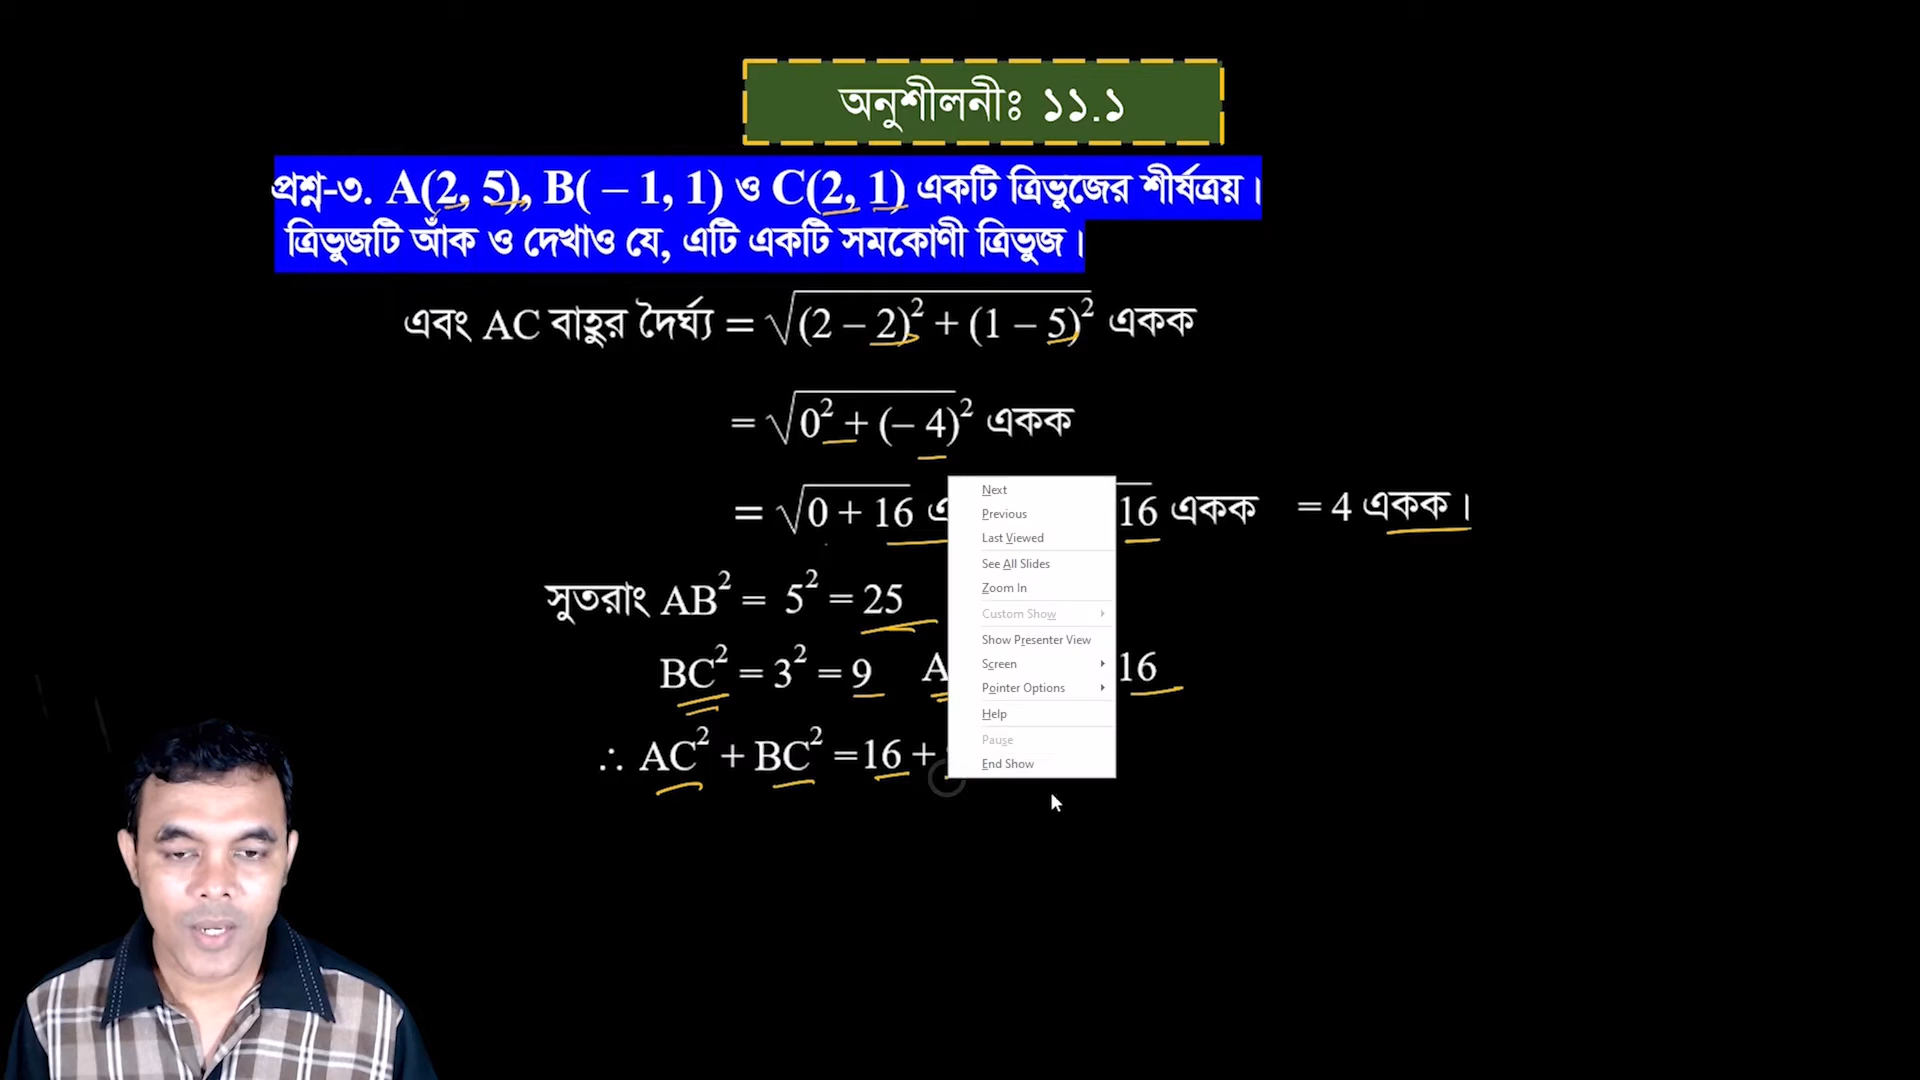 অনুশীলনীঃ ১১.১
প্রশ্ন-৩. A(2, 5), B( – 1, 1) ও C(2, 1) একটি ত্রিভুজের শীর্ষত্রয়।
ত্রিভুজটি আঁক ও দেখাও যে, এটি একটি সমকোণী ত্রিভুজ।
এবং AC বাহুর দৈর্ঘ্য = √(2 – 2)² + (1 – 5)² একক
= √0² + (– 4)² একক
= √0 + 16 16 একক = 4 একক।
সুতরাং AB² = 5² = 25
BC² = 3² = 9 A 16
∴ AC² + BC² =16 +
Next
Previous
Last Viewed
See All Slides
Zoom In
Custom Show
Show Presenter View
Screen
Pointer Options
Help
Pause
End Show